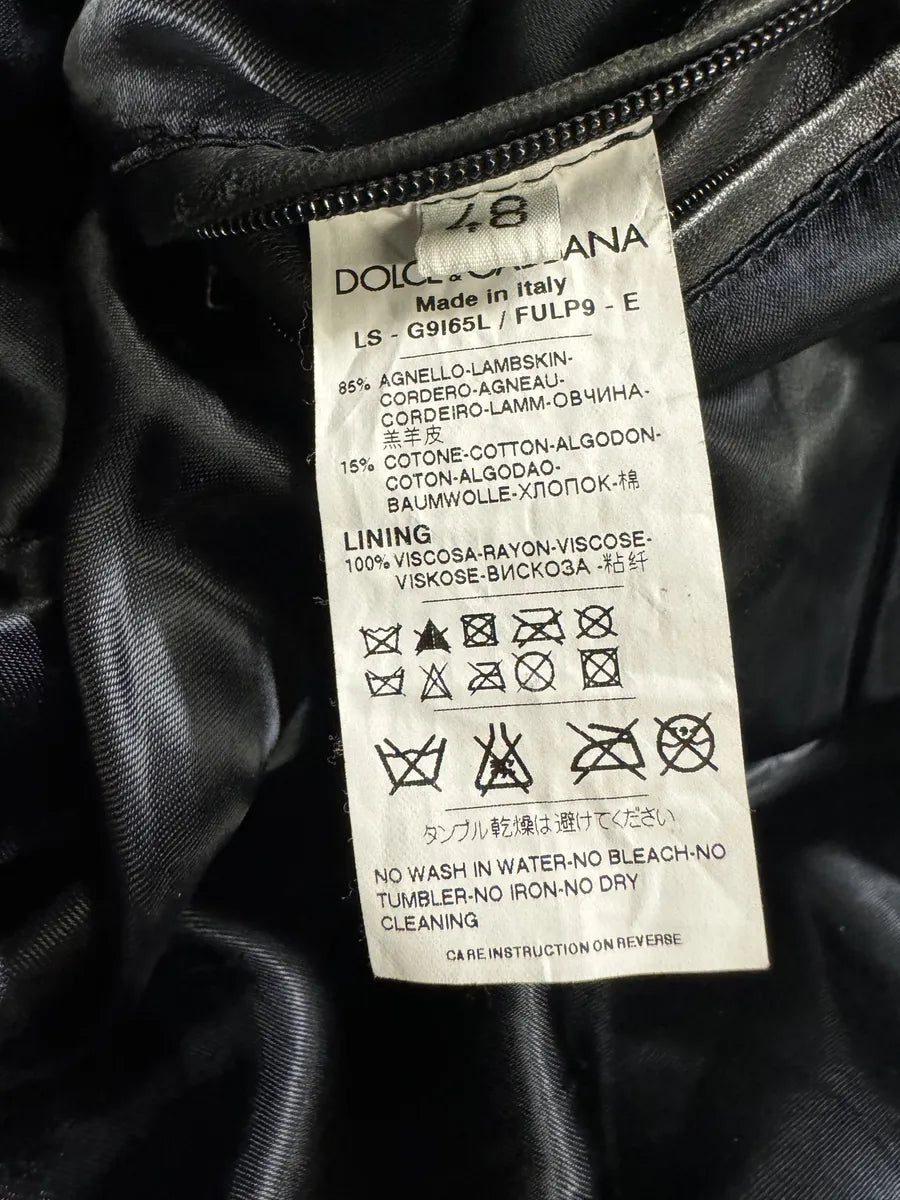 48
DOLCE & GABBANA
Made in Italy
LS - G9I65L / FULP9 - E
85% AGNELLO-LAMBSKIN-
CORDERO-AGNEAU-
CORDEIRO-LAMM-ОВЧИНА-
羔羊皮
15% COTONE-COTTON-ALGODON-
COTON-ALGODAO-
BAUMWOLLE-ХЛОПОК-棉
LINING
100% VISCOSA-RAYON-VISCOSE-
VISKOSE-ВИСКОЗА -粘纤
タンブル乾燥は避けてください
NO WASH IN WATER-NO BLEACH-NO
TUMBLER-NO IRON-NO DRY
CLEANING
CARE INSTRUCTION ON REVERSE